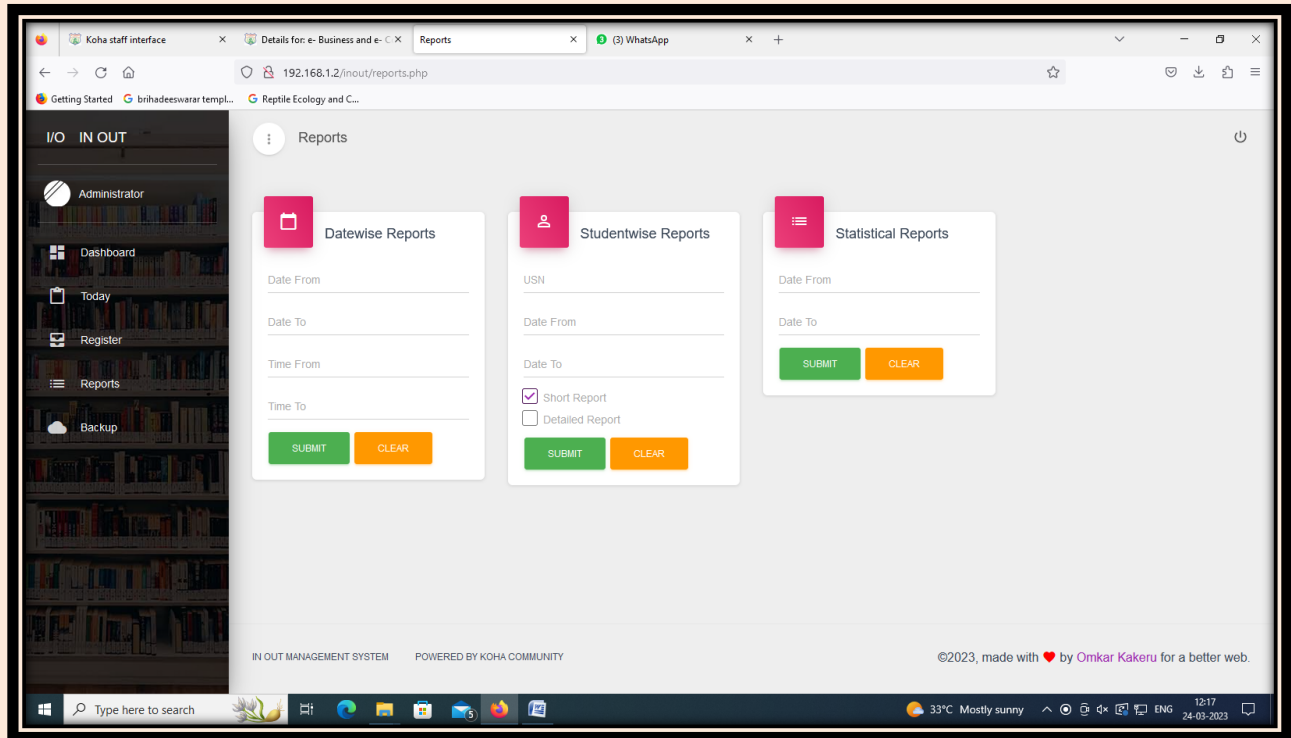 Koha staff interface
Details for: e- Business and e- C
Reports
(3) WhatsApp
192.168.1.2/inout/reports.php
Getting Started
brihadeeswarar templ...
Reptile Ecology and C...
I/O IN OUT
Administrator
Dashboard
Today
Register
Reports
Backup
Reports
Datewise Reports
Date From
Date To
Time From
Time To
SUBMIT CLEAR
Studentwise Reports
USN
Date From
Date To
Short Report
Detailed Report
SUBMIT CLEAR
Statistical Reports
Date From
Date To
SUBMIT CLEAR
IN OUT MANAGEMENT SYSTEM POWERED BY KOHA COMMUNITY
©2023, made with ❤ by Omkar Kakeru for a better web.
Type here to search
5
33°C Mostly sunny
ENG
12:17
24-03-2023